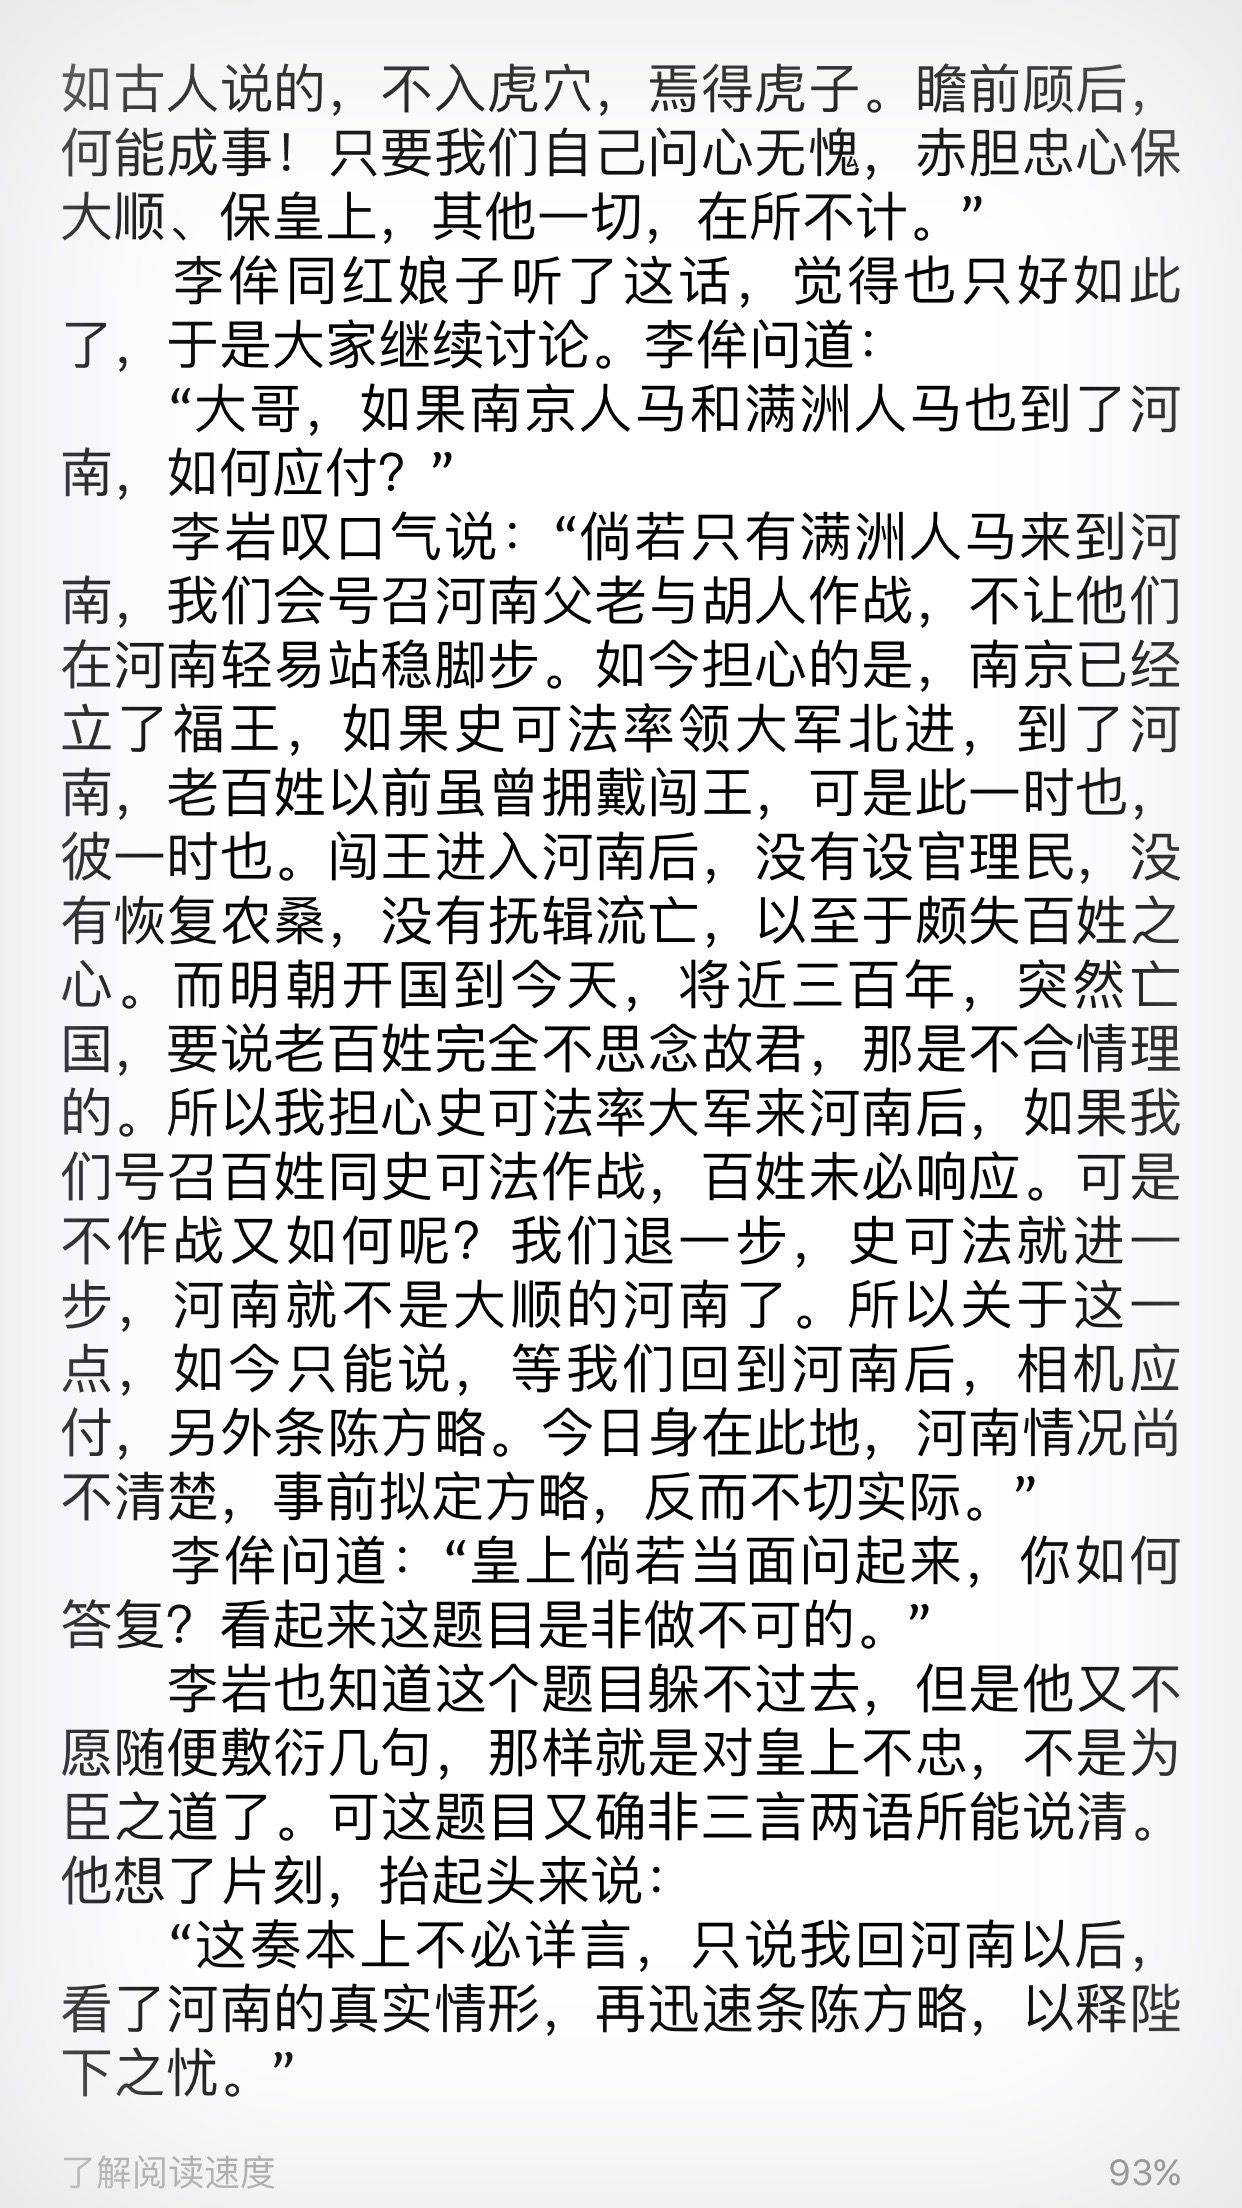 如古人说的，不入虎穴，焉得虎子。瞻前顾后，
何能成事！只要我们自己问心无愧，赤胆忠心保
大顺、保皇上，其他一切，在所不计。”
李侔同红娘子听了这话，觉得也只好如此
了，于是大家继续讨论。李侔问道：
“大哥，如果南京人马和满洲人马也到了河
南，如何应付？”
李岩叹口气说：“倘若只有满洲人马来到河
南，我们会号召河南父老与胡人作战，不让他们
在河南轻易站稳脚步。如今担心的是，南京已经
立了福王，如果史可法率领大军北进，到了河
南，老百姓以前虽曾拥戴闯王，可是此一时也，
彼一时也。闯王进入河南后，没有设官理民，没
有恢复农桑，没有抚辑流亡，以至于颇失百姓之
心。而明朝开国到今天，将近三百年，突然亡
国，要说老百姓完全不思念故君，那是不合情理
的。所以我担心史可法率大军来河南后，如果我
们号召百姓同史可法作战，百姓未必响应。可是
不作战又如何呢？我们退一步，史可法就进一
步，河南就不是大顺的河南了。所以关于这一
点，如今只能说，等我们回到河南后，相机应
付，另外条陈方略。今日身在此地，河南情况尚
不清楚，事前拟定方略，反而不切实际。”
李侔问道：“皇上倘若当面问起来，你如何
答复？看起来这题目是非做不可的。”
李岩也知道这个题目躲不过去，但是他又不
愿随便敷衍几句，那样就是对皇上不忠，不是为
臣之道了。可这题目又确非三言两语所能说清。
他想了片刻，抬起头来说：
“这奏本上不必详言，只说我回河南以后，
看了河南的真实情形，再迅速条陈方略，以释陛
下之忧。”
了解阅读速度
93%